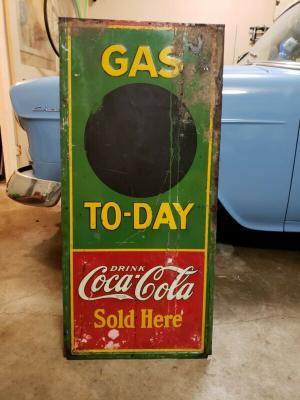 GAS
TO-DAY
DRINK
Coca-Cola
Sold Here